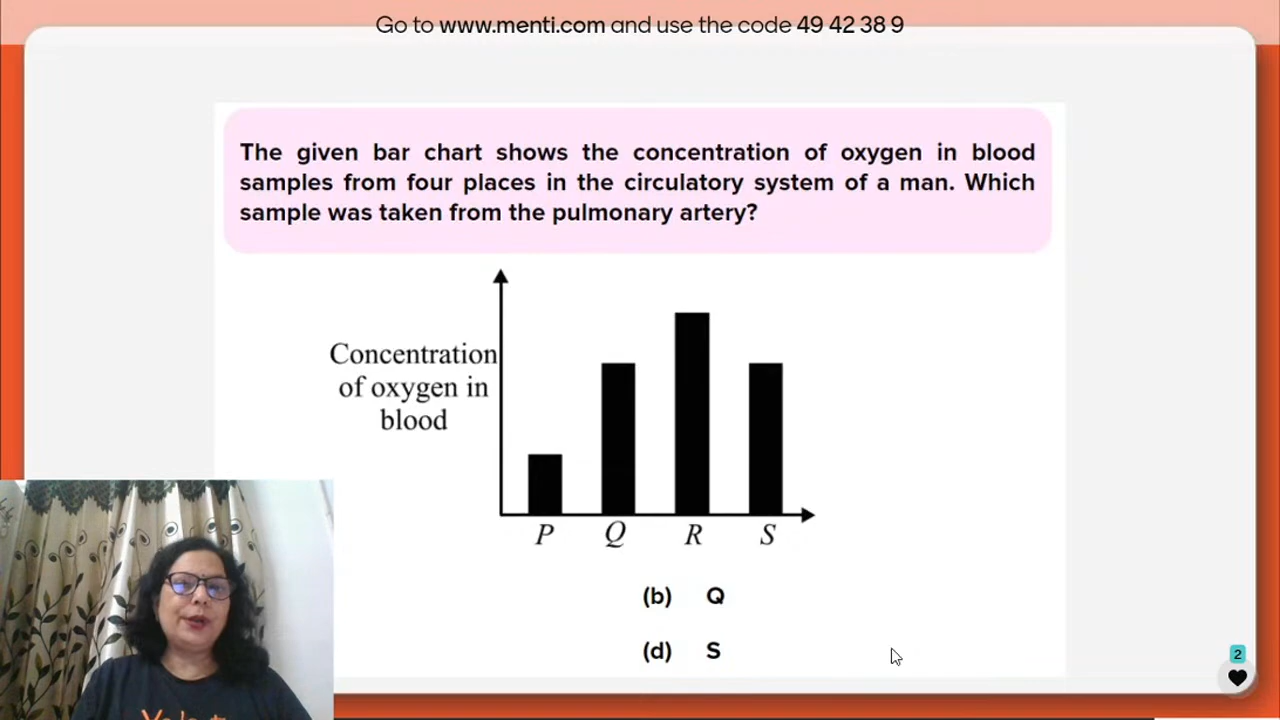 Go to www.menti.com and use the code 49 42 38 9
The given bar chart shows the concentration of oxygen in blood
samples from four places in the circulatory system of a man. Which
sample was taken from the pulmonary artery?
Concentration
of oxygen in
blood
P Q R S
(b) Q
(d) S
2